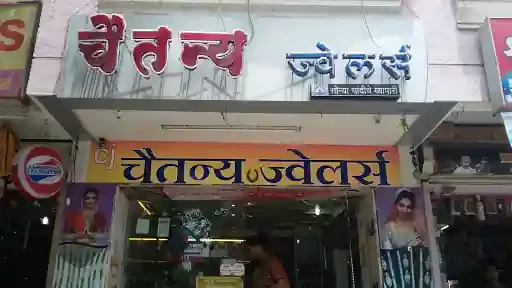 चैतन्य
ज्वेलर्स
सोन्या चांदीचे व्यापारी
cj चैतन्य ज्वेलर्स